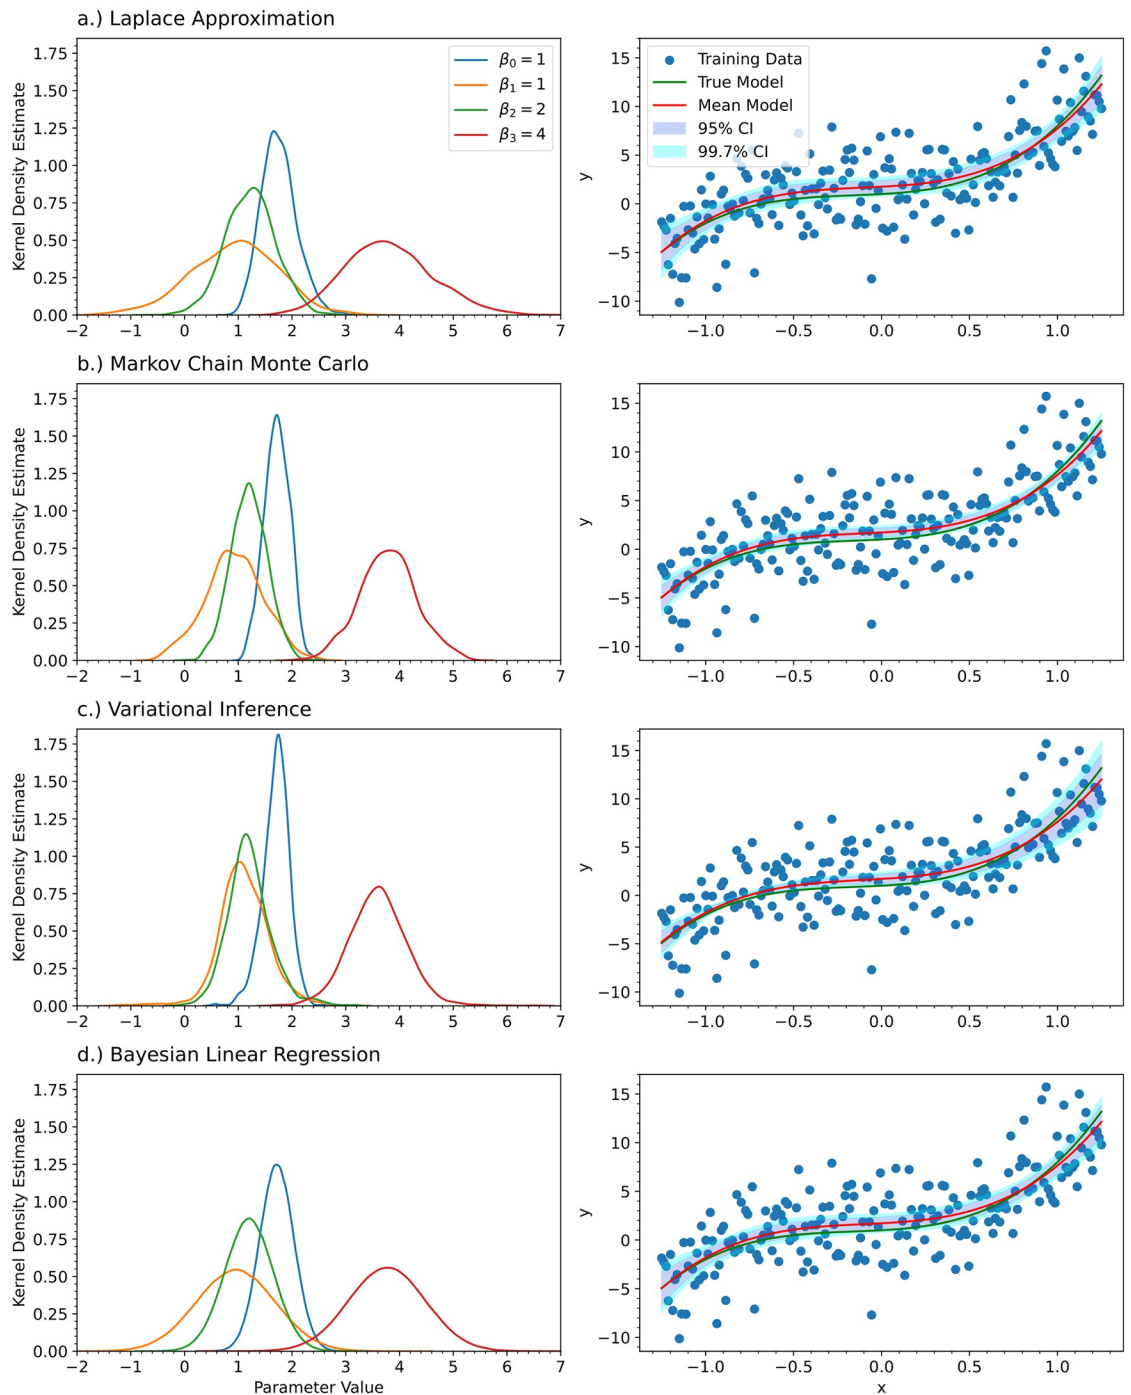 a.) Laplace Approximation
Kernel Density Estimate
1.75
1.50
1.25
1.00
0.75
0.50
0.25
0.00
−2 −1 0 1 2 3 4 5 6 7
β0 = 1
β1 = 1
β2 = 2
β3 = 4
y
15
10
5
0
−5
−10
−1.0 −0.5 0.0 0.5 1.0
Training Data
True Model
Mean Model
95% CI
99.7% CI
b.) Markov Chain Monte Carlo
Kernel Density Estimate
1.75
1.50
1.25
1.00
0.75
0.50
0.25
0.00
−2 −1 0 1 2 3 4 5 6 7
y
15
10
5
0
−5
−10
−1.0 −0.5 0.0 0.5 1.0
c.) Variational Inference
Kernel Density Estimate
1.75
1.50
1.25
1.00
0.75
0.50
0.25
0.00
−2 −1 0 1 2 3 4 5 6 7
y
15
10
5
0
−5
−10
−1.0 −0.5 0.0 0.5 1.0
d.) Bayesian Linear Regression
Kernel Density Estimate
1.75
1.50
1.25
1.00
0.75
0.50
0.25
0.00
−2 −1 0 1 2 3 4 5 6 7
Parameter Value
y
15
10
5
0
−5
−10
−1.0 −0.5 0.0 0.5 1.0
x